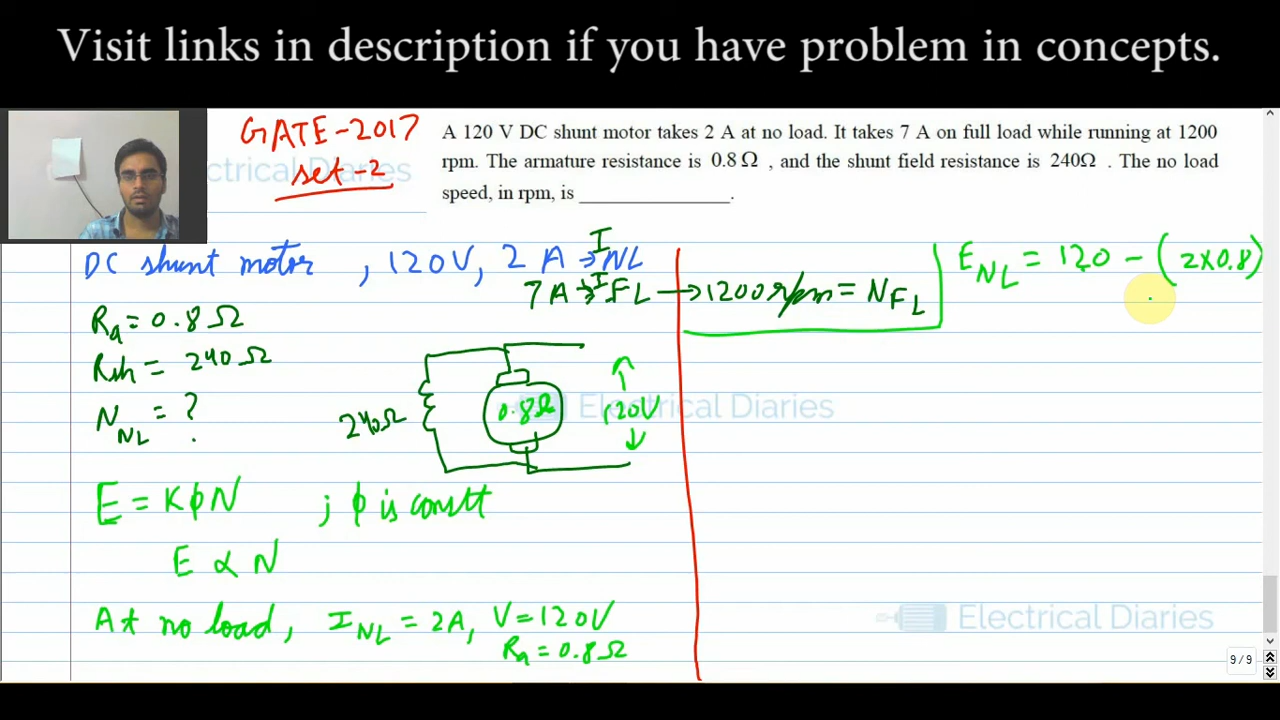 Visit links in description if you have problem in concepts.
GATE-2017
set-2
A 120 V DC shunt motor takes 2 A at no load. It takes 7 A on full load while running at 1200
rpm. The armature resistance is 0.8 Ω , and the shunt field resistance is 240Ω . The no load
speed, in rpm, is ________________.
ectrical Diaries
DC shunt motor , 120V, 2 A → I NL
7A → I FL → 1200 rpm = N_FL
E_NL = 120 - (2×0.8)
Ra = 0.8 Ω
Rsh = 240 Ω
N_NL = ?
240Ω
0.8Ω
120V
Electrical Diaries
E = KϕN ; ϕ is constt
E ∝ N
At no load, I_NL = 2A, V=120V
Ra = 0.8Ω
Electrical Diaries
9/9